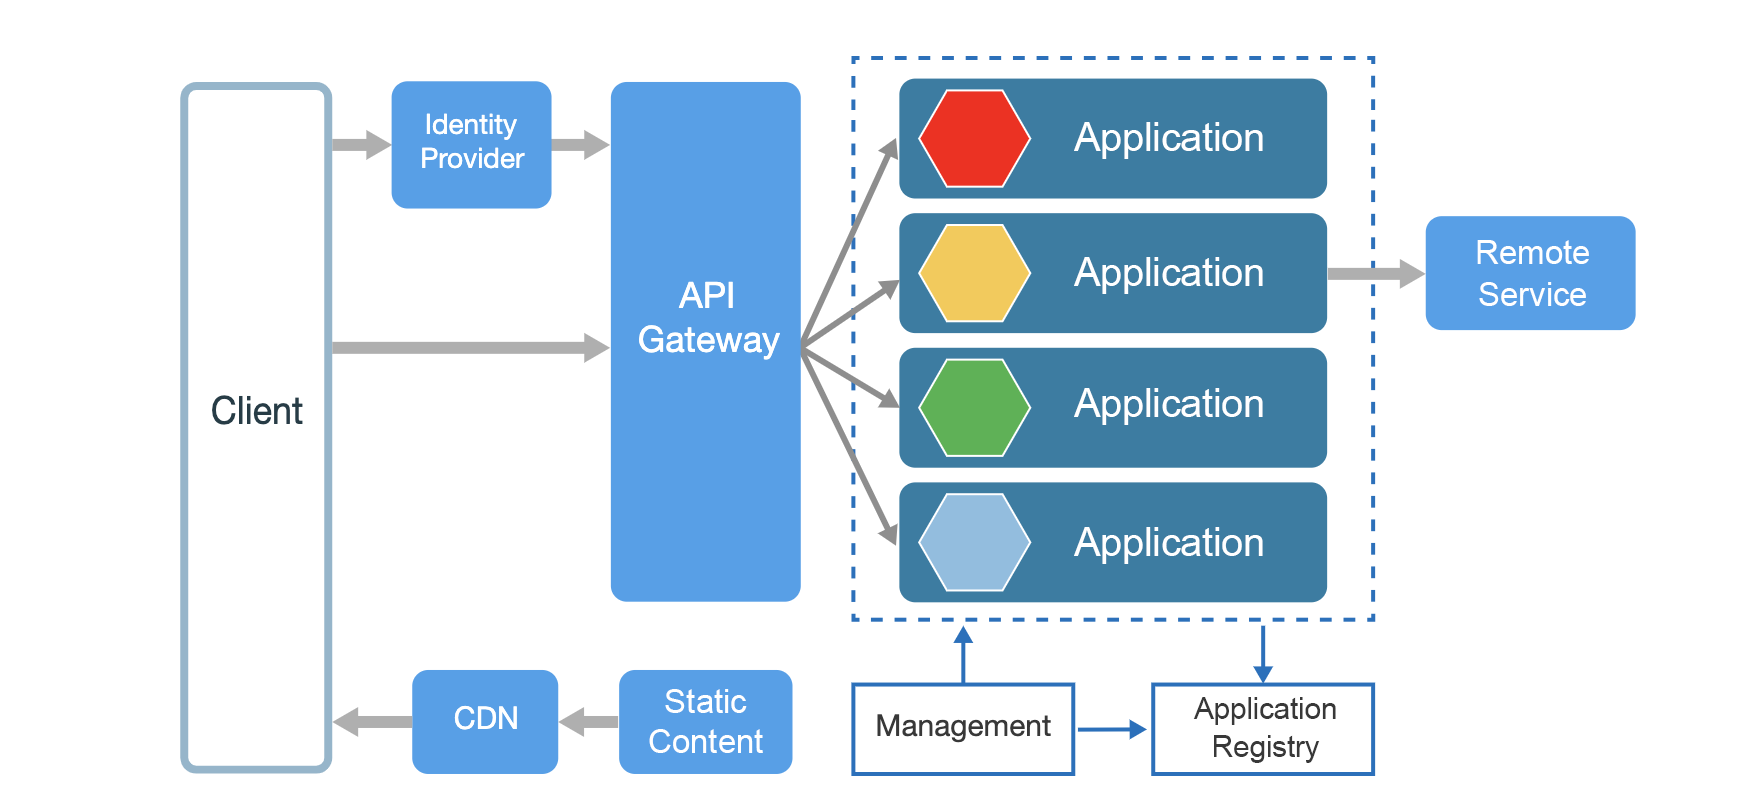 Client
Identity
Provider
API
Gateway
Application
Application
Application
Application
Remote
Service
CDN
Static
Content
Management
Application
Registry